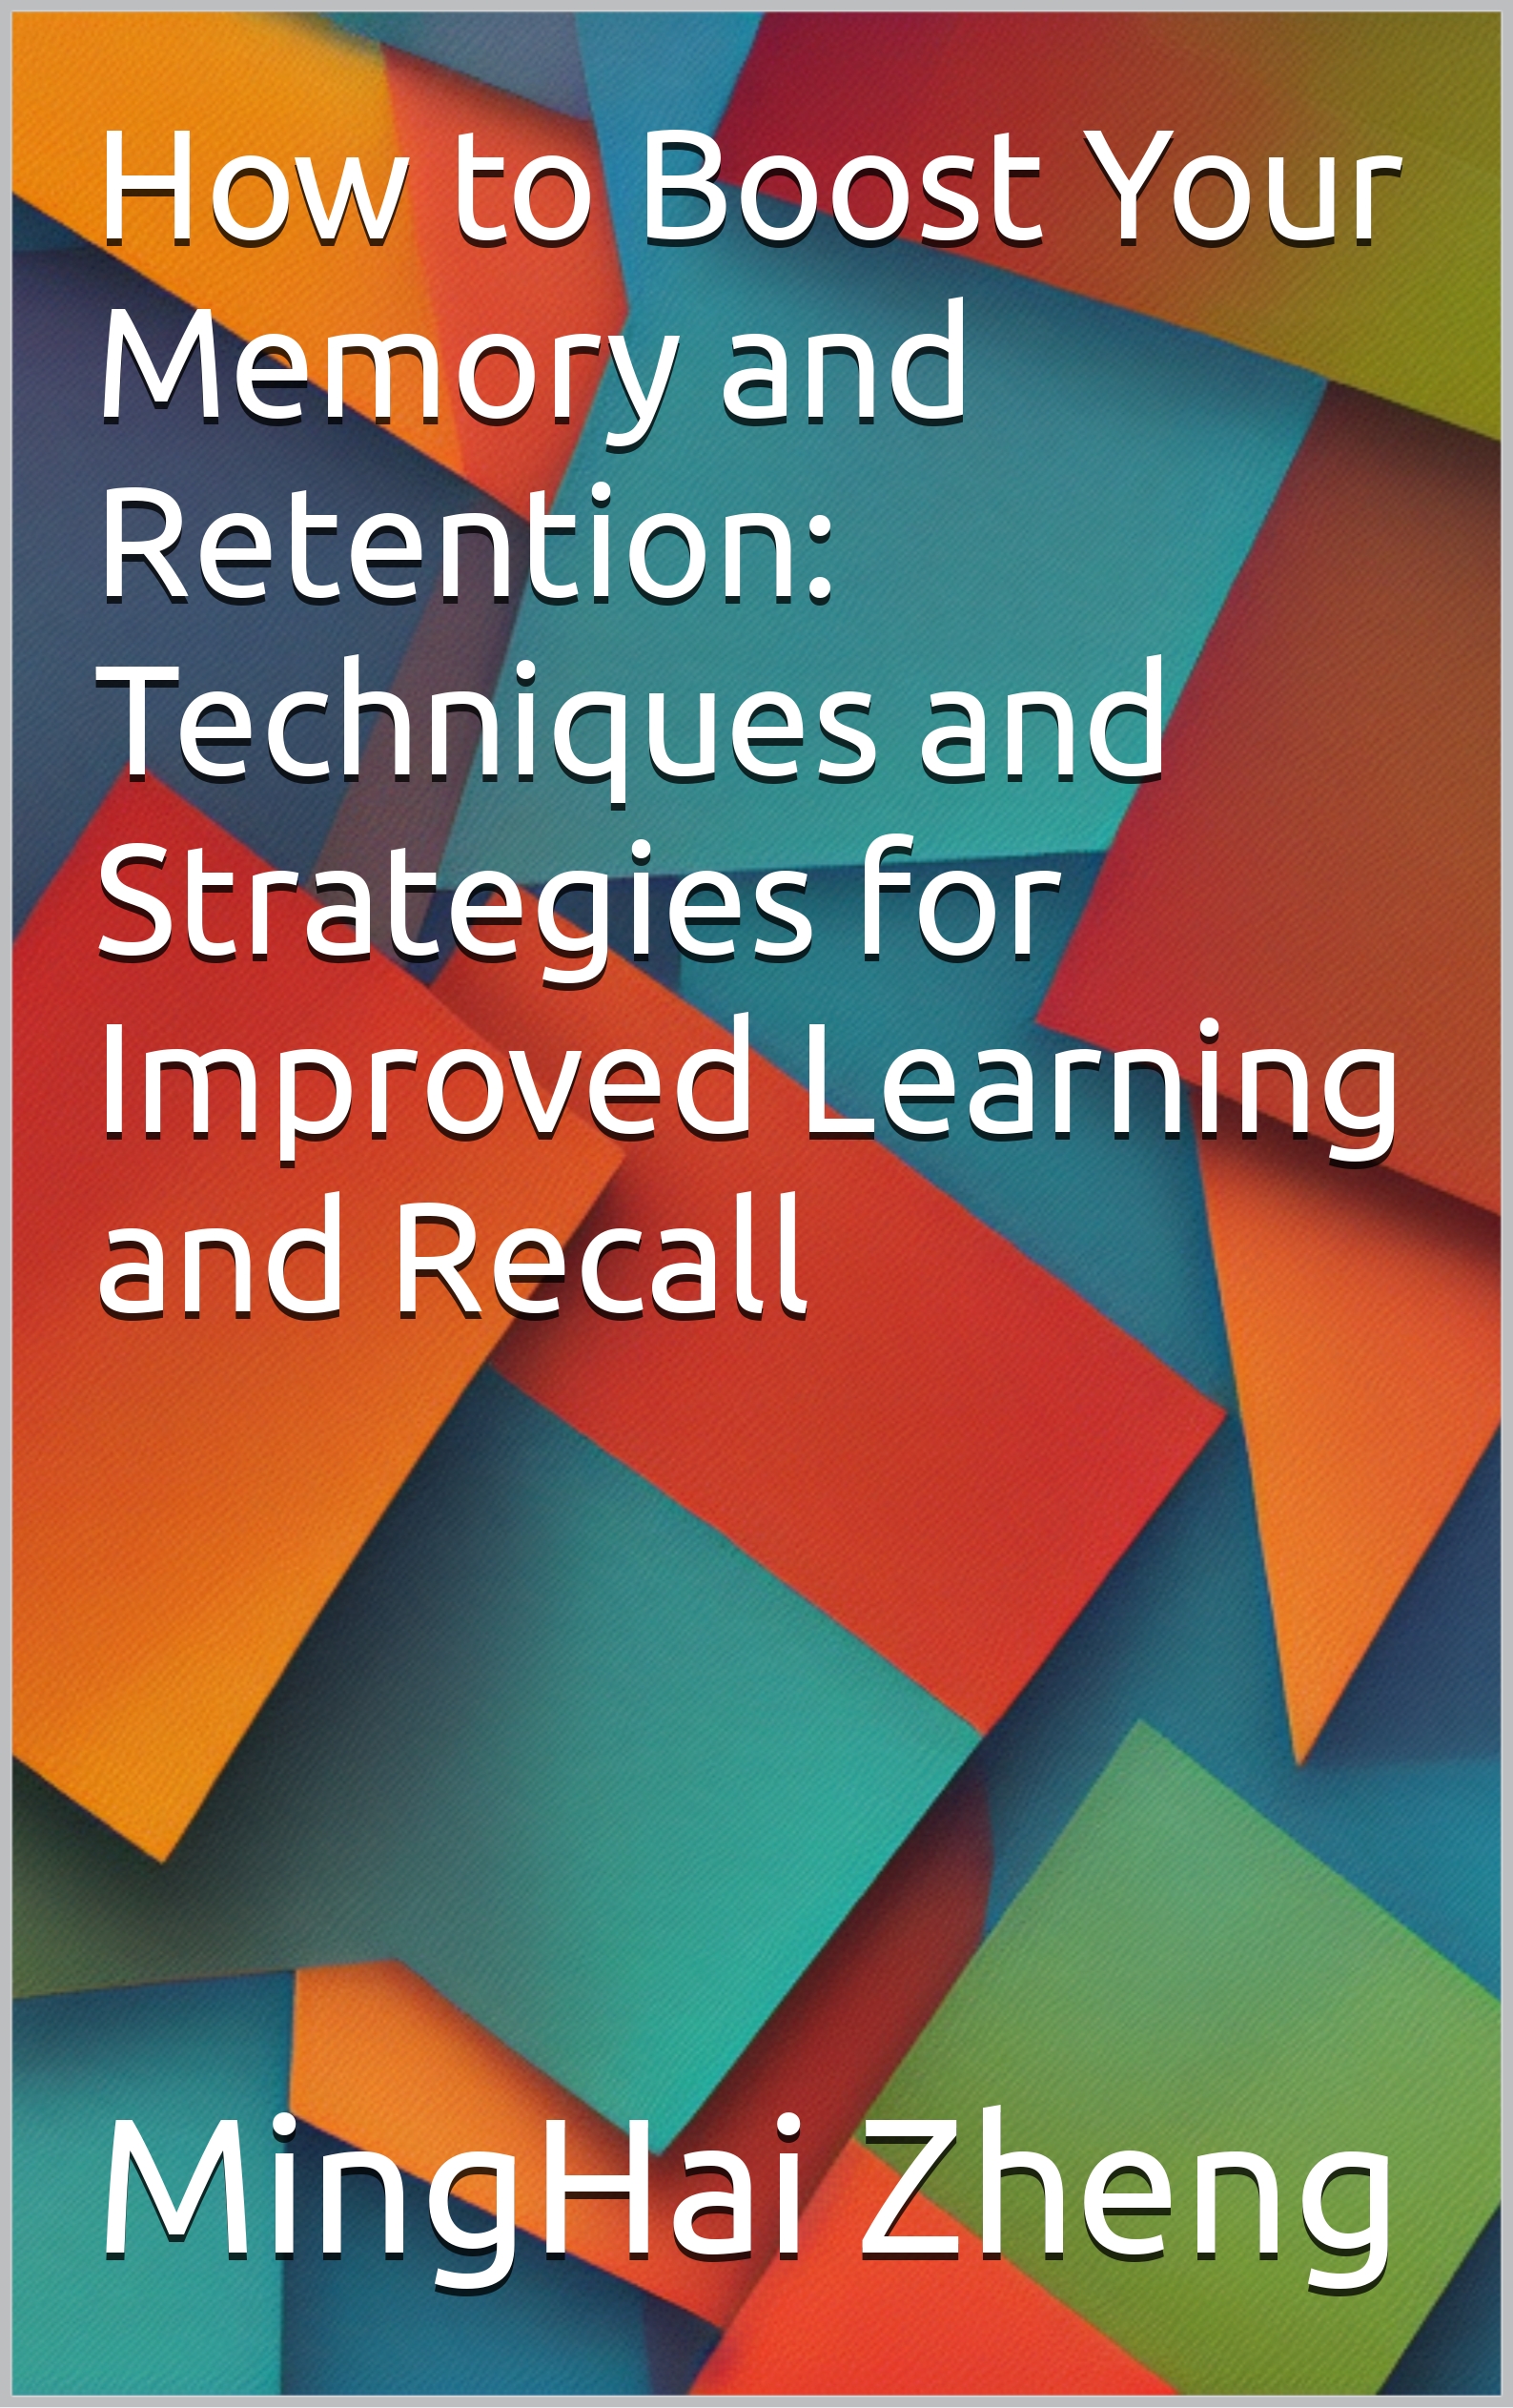 How to Boost Your
Memory and
Retention:
Techniques and
Strategies for
Improved Learning
and Recall
MingHai Zheng